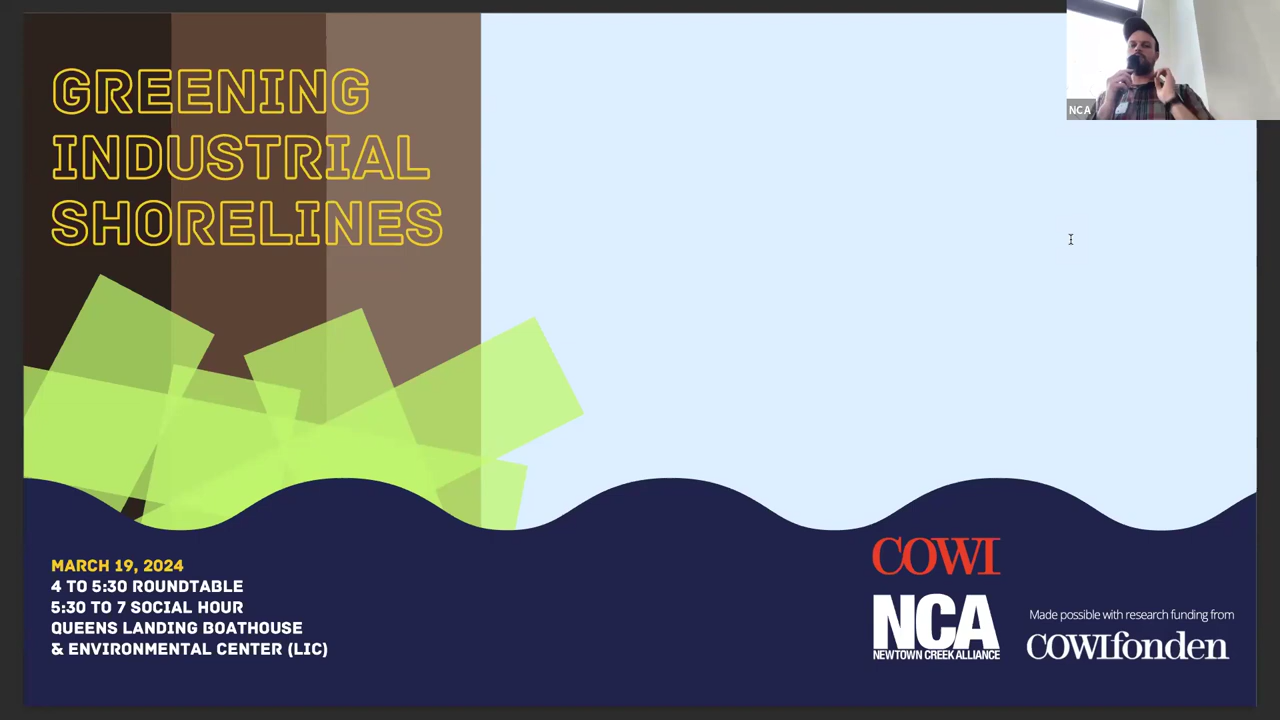 GREENING
INDUSTRIAL
SHORELINES
NCA
MARCH 19, 2024
4 TO 5:30 ROUNDTABLE
5:30 TO 7 SOCIAL HOUR
QUEENS LANDING BOATHOUSE
& ENVIRONMENTAL CENTER (LIC)
COWI
NCA
NEWTOWN CREEK ALLIANCE
Made possible with research funding from
COWIfonden